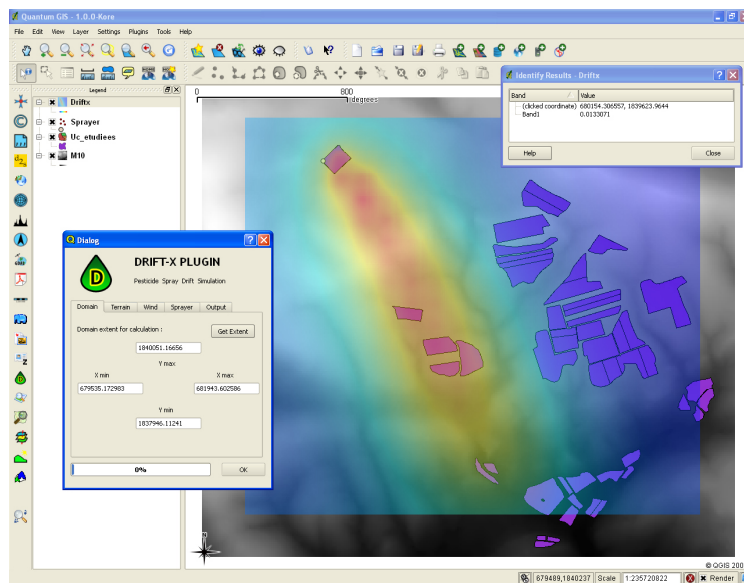 Quantum GIS - 1.0.0-Kore
File Edit View Layer Settings Plugins Tools Help
Legend
Driftx
Sprayer
Uc_etudiees
M10
0 800
degrees
Identify Results - Driftx
Band Value
(clicked coordinate) 680154.306557, 1839623.9644
Band1 0.0133071
Help Close
Dialog
D
DRIFT-X PLUGIN
Pesticide Spray Drift Simulation
Domain Terrain Wind Sprayer Output
Domain extent for calculation :
Get Extent
1840051.16656
Y max
X min X max
679535.172983 681943.602586
Y min
1837946.11241
0% OK
© QGIS 200
679489,1840237 Scale 1:235720822 Render